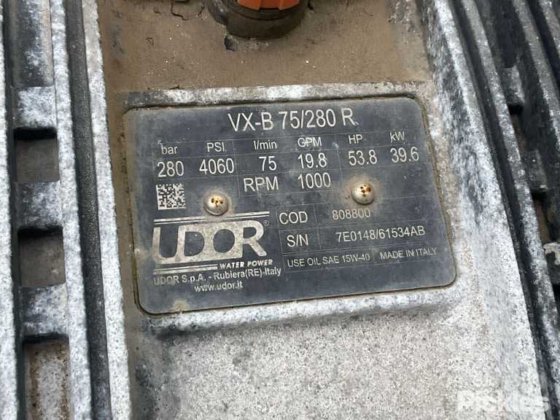 VX-B 75/280 R
bar PSI l/min GPM HP kW
280 4060 75 19.8 53.8 39.6
RPM 1000
UDOR
WATER POWER
UDOR S.p.A. - Rubiera(RE)-Italy
www.udor.it
COD 808800
S/N 7E0148/61534AB
USE OIL SAE 15W-40 MADE IN ITALY
Pickles